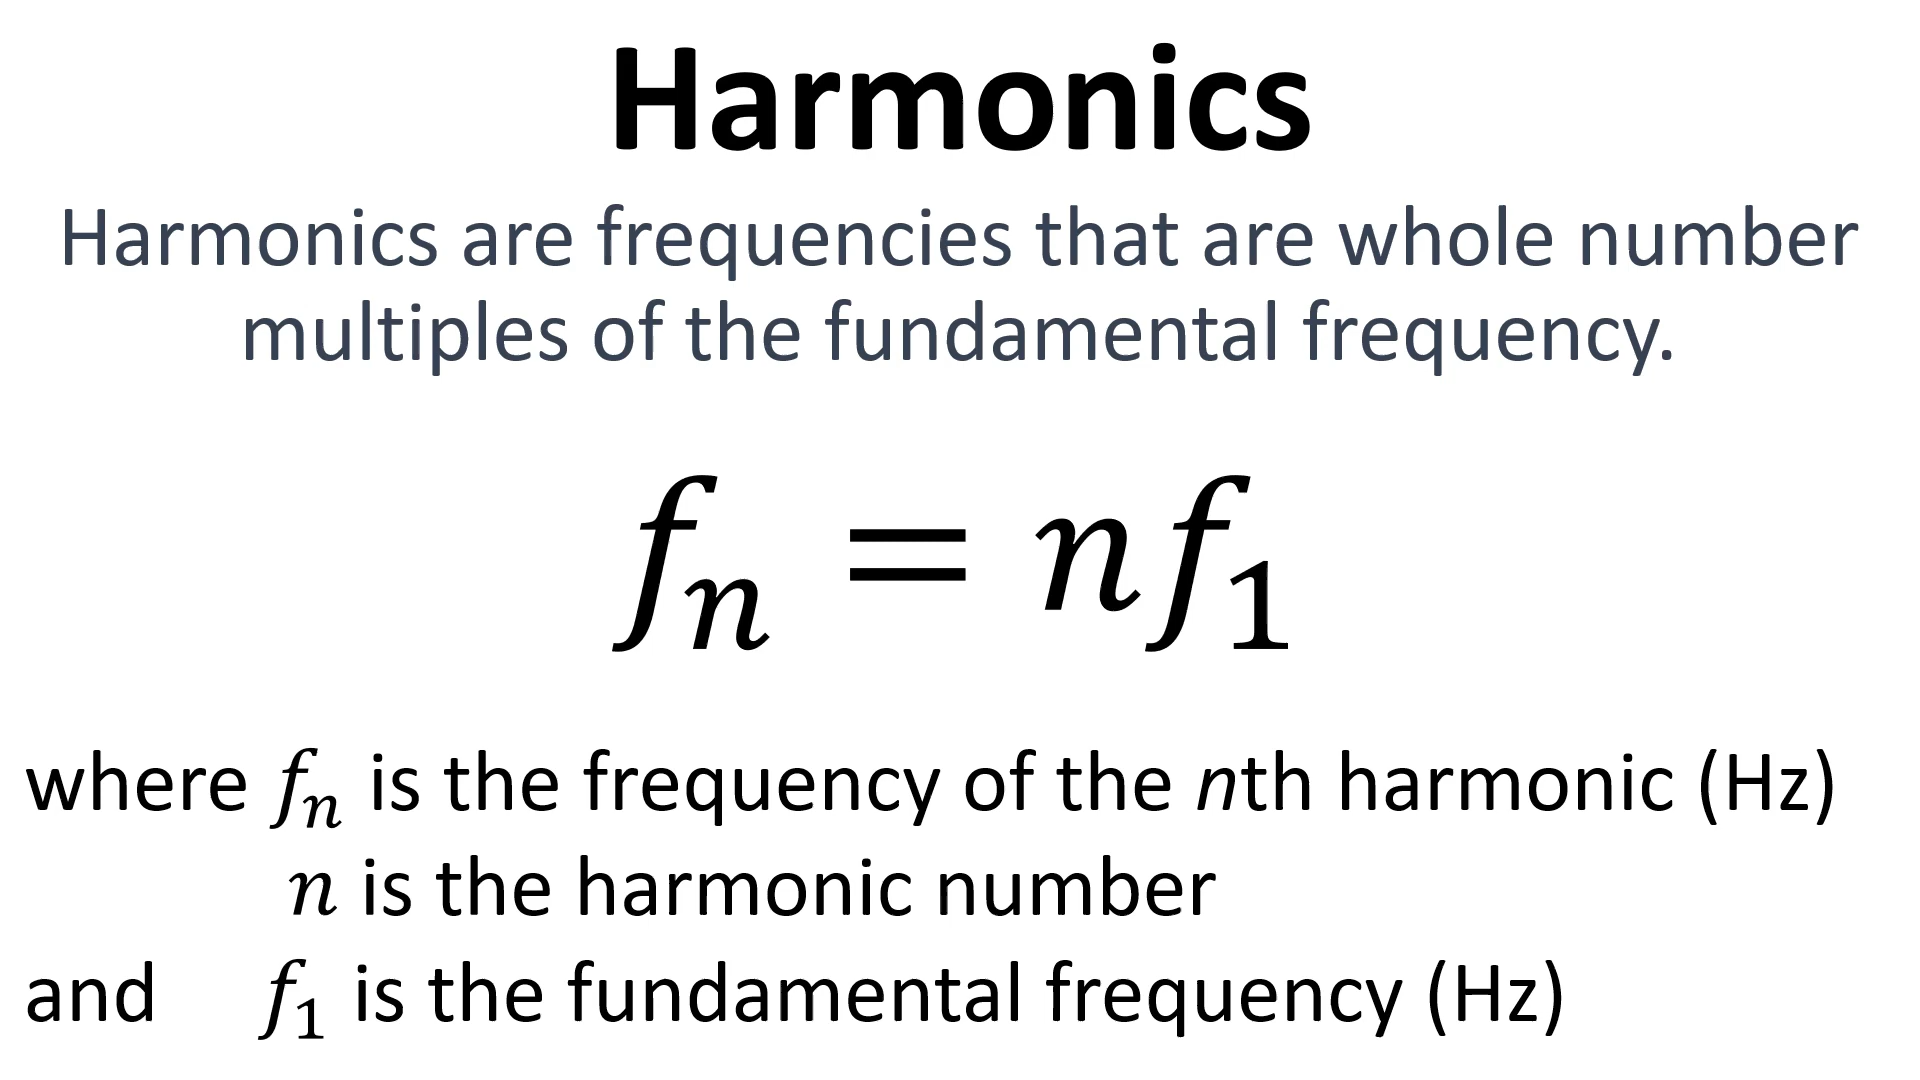 Harmonics
Harmonics are frequencies that are whole number
multiples of the fundamental frequency.
fₙ = nf₁
where fₙ is the frequency of the nth harmonic (Hz)
n is the harmonic number
and f₁ is the fundamental frequency (Hz)